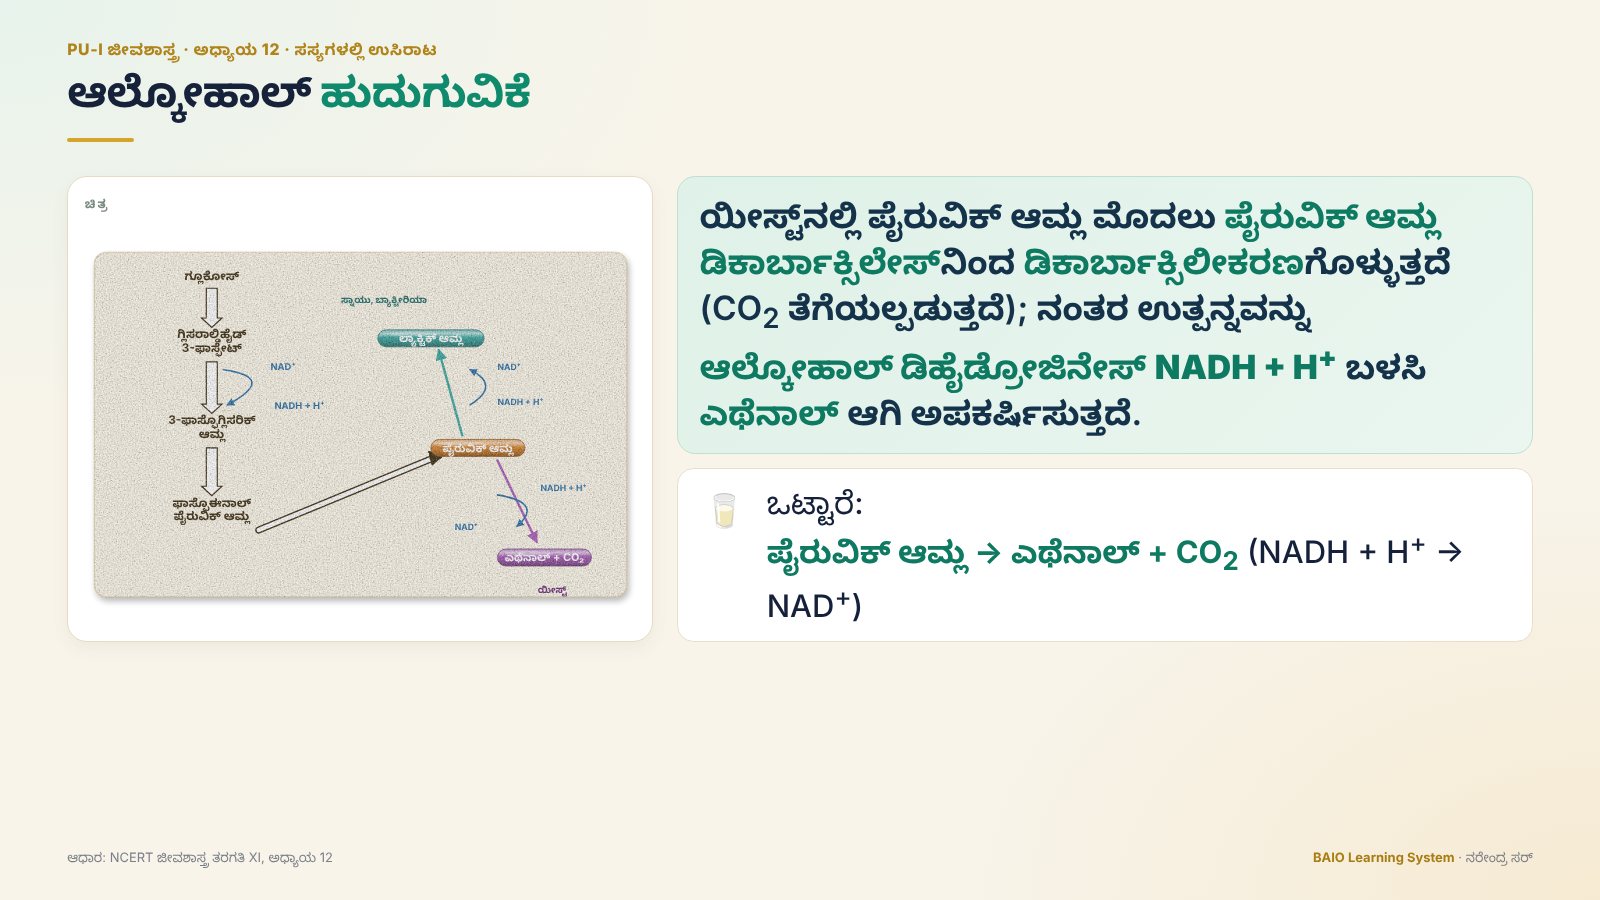 PU-I ಜೀವಶಾಸ್ತ್ರ · ಅಧ್ಯಾಯ 12 · ಸಸ್ಯಗಳಲ್ಲಿ ಉಸಿರಾಟ
ಆಲ್ಕೋಹಾಲ್ ಹುದುಗುವಿಕೆ
ಚಿತ್ರ
ಗ್ಲೂಕೋಸ್
ಗ್ಲಿಸರಾಲ್ಡಿಹೈಡ್
3-ಫಾಸ್ಫೇಟ್
NAD⁺
NADH + H⁺
3-ಫಾಸ್ಫೊಗ್ಲಿಸರಿಕ್
ಆಮ್ಲ
ಫಾಸ್ಫೊಈನಾಲ್
ಪೈರುವಿಕ್ ಆಮ್ಲ
ಸ್ನಾಯು, ಬ್ಯಾಕ್ಟೀರಿಯಾ
ಲ್ಯಾಕ್ಟಿಕ್ ಆಮ್ಲ
NAD⁺
NADH + H⁺
ಪೈರುವಿಕ್ ಆಮ್ಲ
NADH + H⁺
NAD⁺
ಎಥೆನಾಲ್ + CO₂
ಯೀಸ್ಟ್
ಯೀಸ್ಟ್‌ನಲ್ಲಿ ಪೈರುವಿಕ್ ಆಮ್ಲ ಮೊದಲು ಪೈರುವಿಕ್ ಆಮ್ಲ
ಡಿಕಾರ್ಬಾಕ್ಸಿಲೇಸ್‌ನಿಂದ ಡಿಕಾರ್ಬಾಕ್ಸಿಲೀಕರಣಗೊಳ್ಳುತ್ತದೆ
(CO₂ ತೆಗೆಯಲ್ಪಡುತ್ತದೆ); ನಂತರ ಉತ್ಪನ್ನವನ್ನು
ಆಲ್ಕೋಹಾಲ್ ಡಿಹೈಡ್ರೋಜಿನೇಸ್ NADH + H⁺ ಬಳಸಿ
ಎಥೆನಾಲ್ ಆಗಿ ಅಪಕರ್ಷಿಸುತ್ತದೆ.
ಒಟ್ಟಾರೆ:
ಪೈರುವಿಕ್ ಆಮ್ಲ → ಎಥೆನಾಲ್ + CO₂ (NADH + H⁺ →
NAD⁺)
ಆಧಾರ: NCERT ಜೀವಶಾಸ್ತ್ರ ತರಗತಿ XI, ಅಧ್ಯಾಯ 12
BAIO Learning System · ನರೇಂದ್ರ ಸರ್